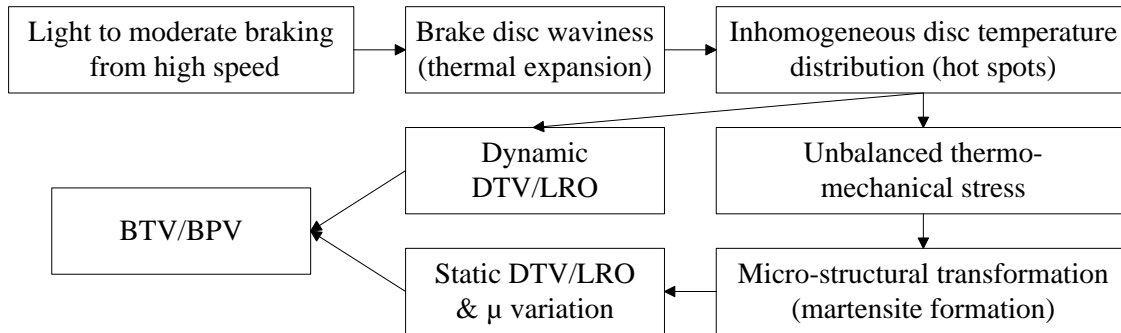 Light to moderate braking
from high speed
Brake disc waviness
(thermal expansion)
Inhomogeneous disc temperature
distribution (hot spots)
Dynamic
DTV/LRO
Unbalanced thermo-
mechanical stress
BTV/BPV
Static DTV/LRO
& μ variation
Micro-structural transformation
(martensite formation)